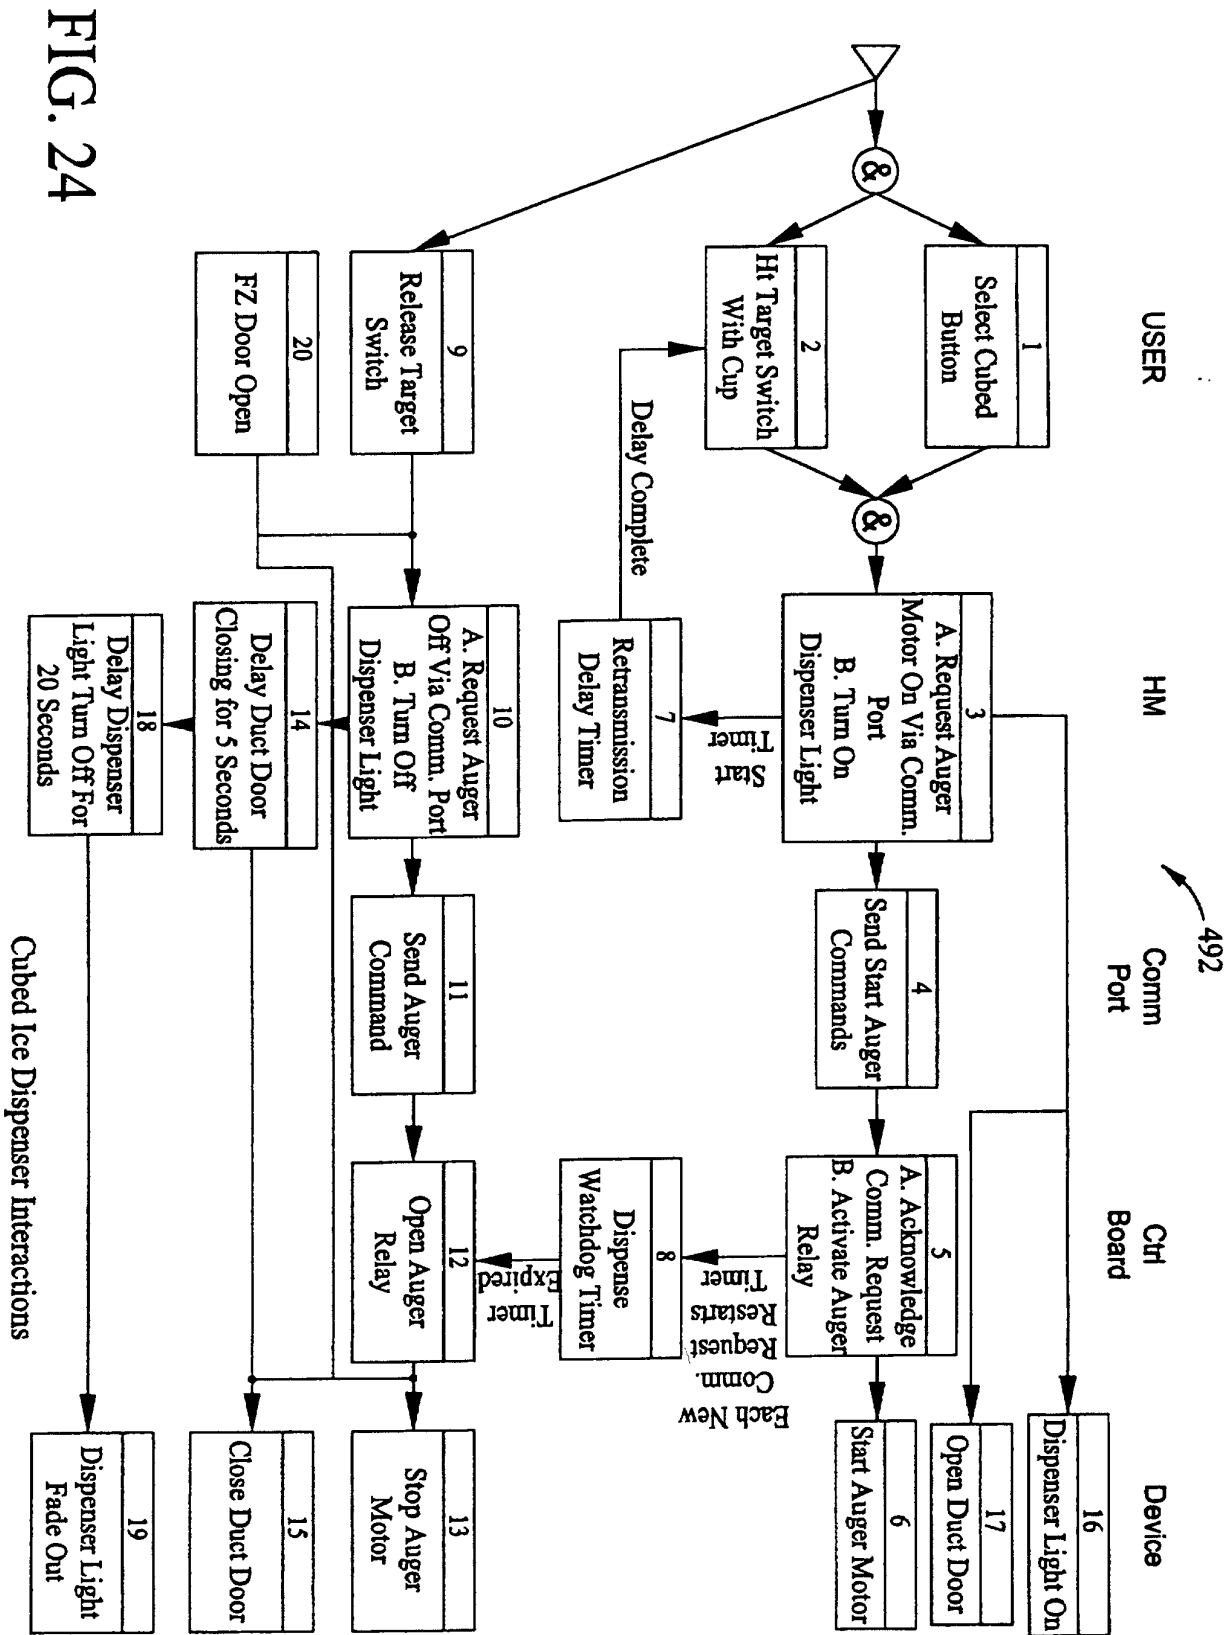 492
USER
HM
Comm
Port
Ctrl
Board
Device
1
Select Cubed
Button
2
Ht Target Switch
With Cup
&
&
3
A. Request Auger
Motor On Via Comm.
Port
B. Turn On
Dispenser Light
4
Send Start Auger
Commands
5
A. Acknowledge
Comm. Request
B. Activate Auger
Relay
6
Start Auger Motor
16
Dispenser Light On
17
Open Duct Door
Start
Timer
7
Retransmission
Delay Timer
Delay Complete
Each New
Comm.
Request
Restarts
Timer
8
Dispense
Watchdog Timer
Timer
Expired
9
Release Target
Switch
10
A. Request Auger
Off Via Comm. Port
B. Turn Off
Dispenser Light
11
Send Auger
Command
12
Open Auger
Relay
13
Stop Auger
Motor
20
FZ Door Open
14
Delay Duct Door
Closing for 5 Seconds
15
Close Duct Door
18
Delay Dispenser
Light Turn Off For
20 Seconds
19
Dispenser Light
Fade Out
Cubed Ice Dispenser Interactions
FIG. 24